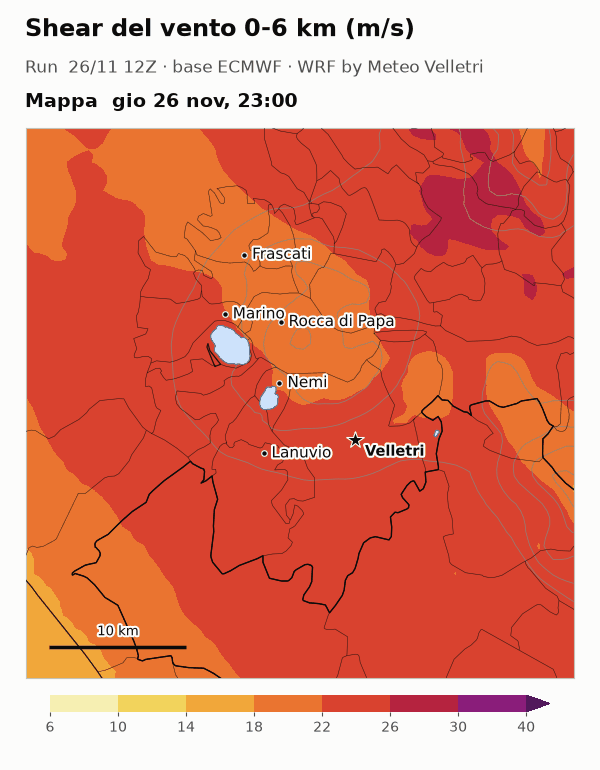 Shear del vento 0-6 km (m/s)
Run  26/11 12Z · base ECMWF · WRF by Meteo Velletri
Mappa  gio 26 nov, 23:00
Frascati
Marino
Rocca di Papa
Nemi
Velletri
Lanuvio
10 km
6 10 14 18 22 26 30 40